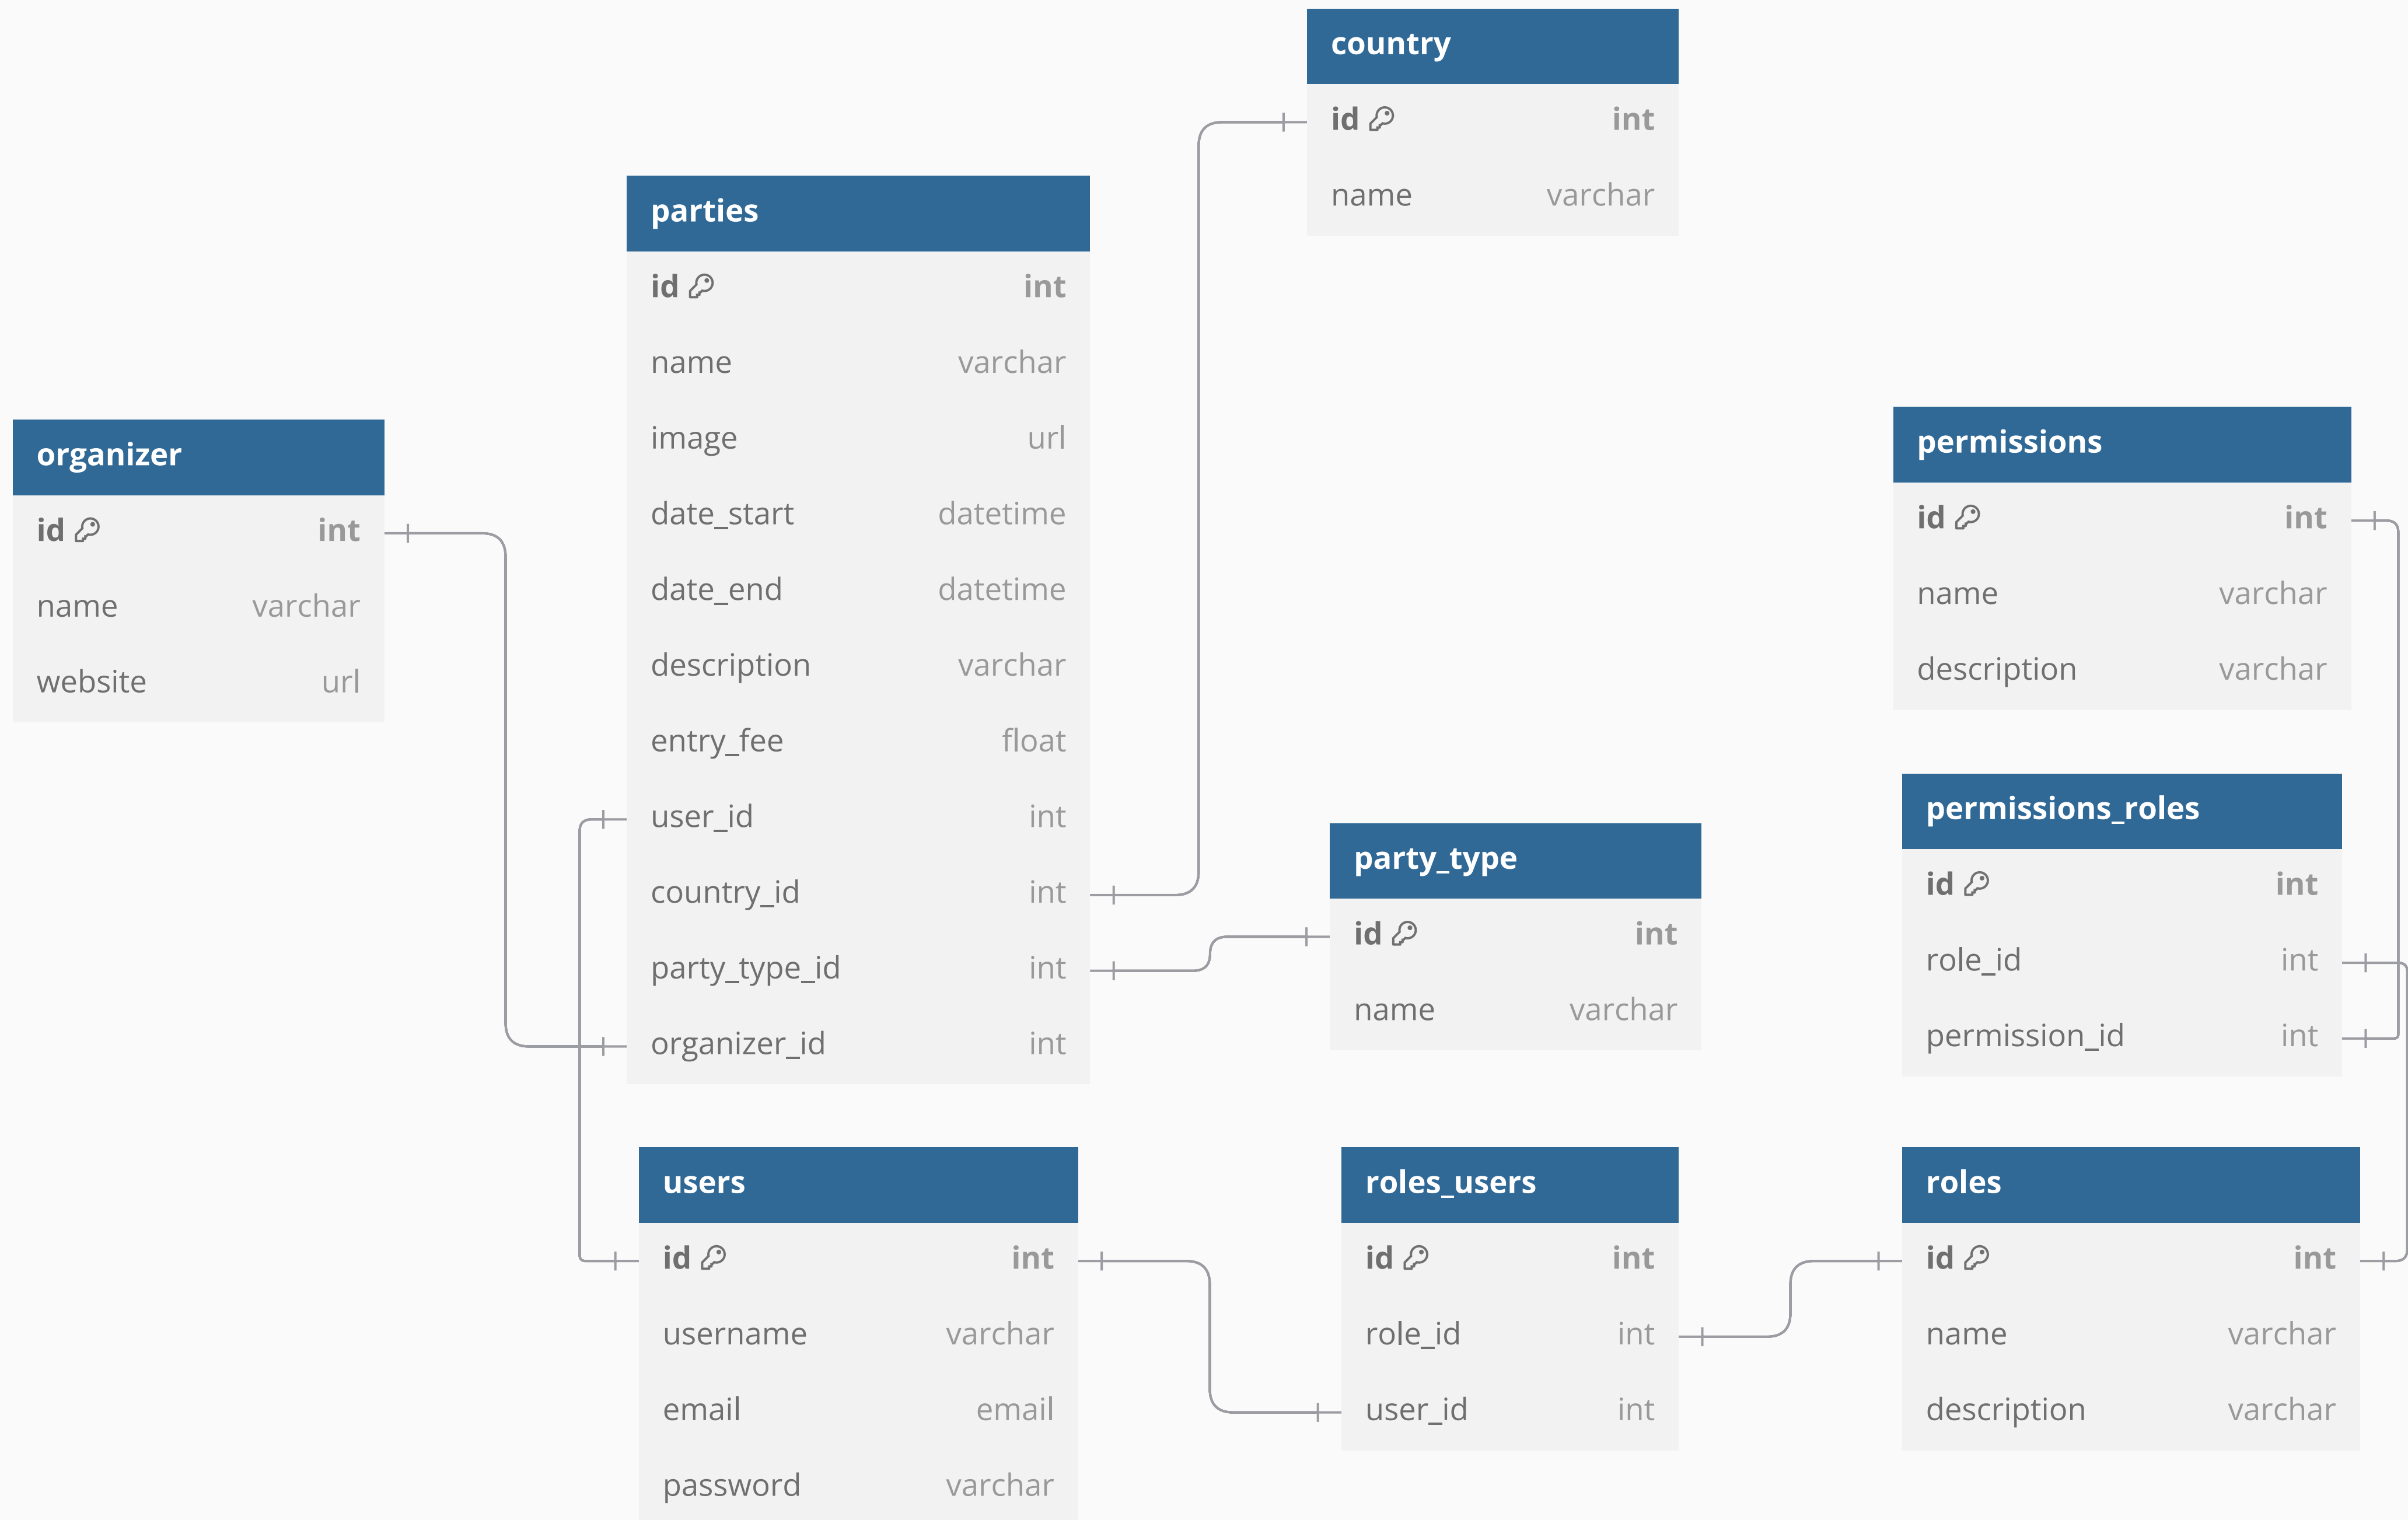 country
id int
name varchar
parties
id int
name varchar
image url
date_start datetime
date_end datetime
description varchar
entry_fee float
user_id int
country_id int
party_type_id int
organizer_id int
organizer
id int
name varchar
website url
permissions
id int
name varchar
description varchar
permissions_roles
id int
role_id int
permission_id int
party_type
id int
name varchar
users
id int
username varchar
email email
password varchar
roles_users
id int
role_id int
user_id int
roles
id int
name varchar
description varchar